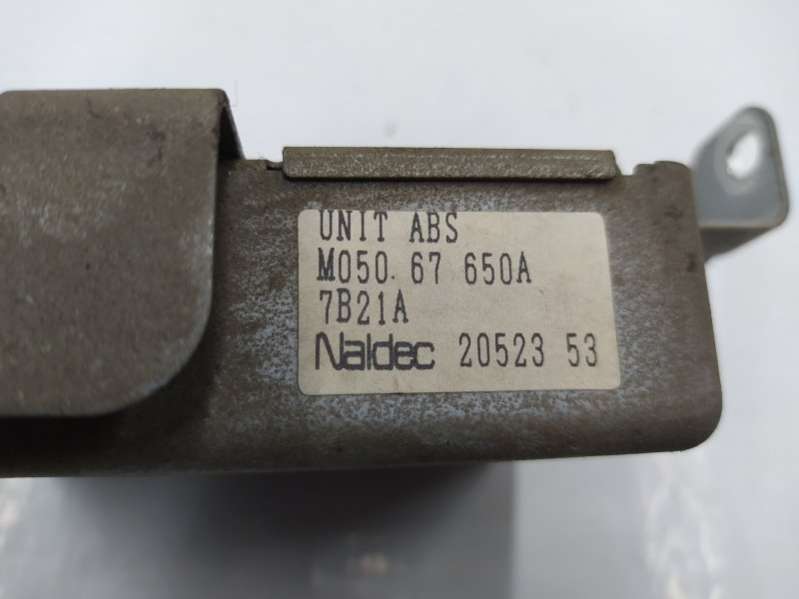 UNIT ABS
M050 67 650A
7B21A
Naldec 20523 53